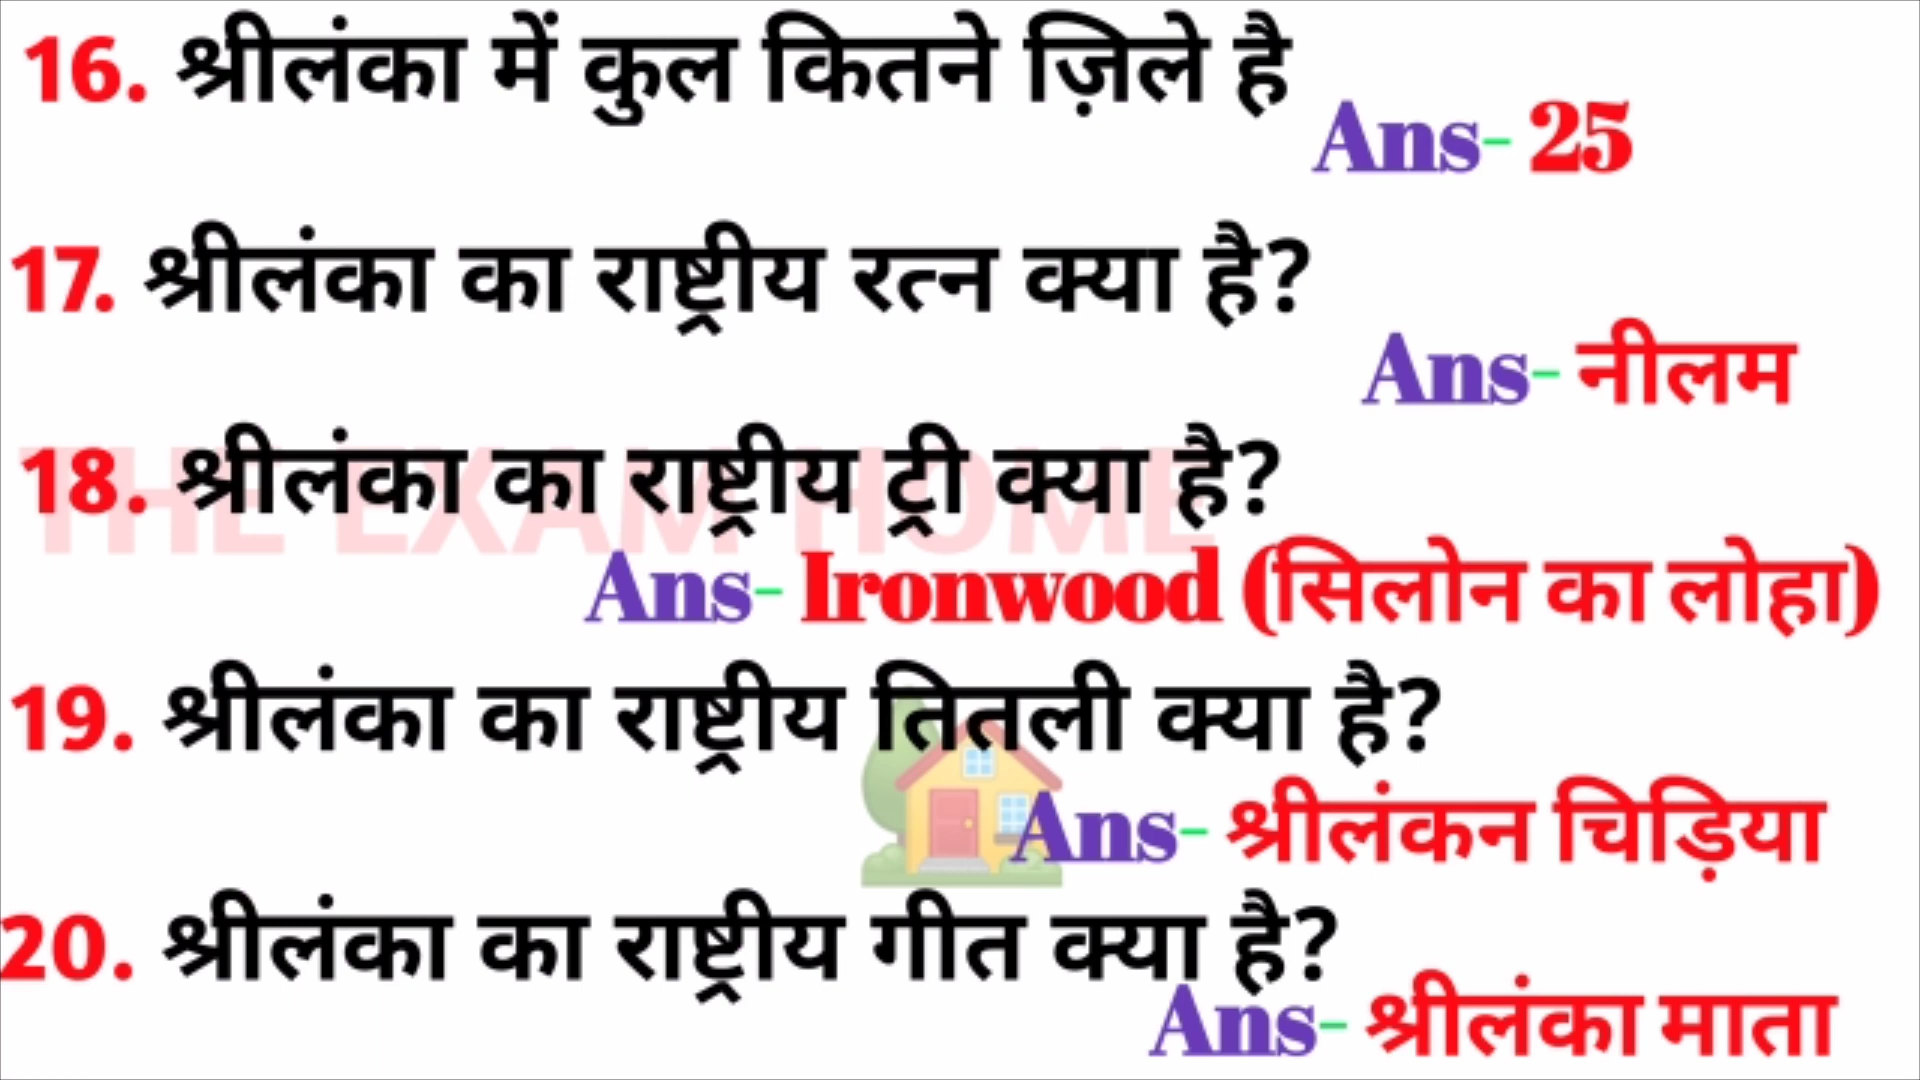 16. श्रीलंका में कुल कितने ज़िले है
Ans- 25
17. श्रीलंका का राष्ट्रीय रत्न क्या है?
Ans- नीलम
18. श्रीलंका का राष्ट्रीय ट्री क्या है?
THE EXAM HOME
Ans- Ironwood (सिलोन का लोहा)
19. श्रीलंका का राष्ट्रीय तितली क्या है?
Ans- श्रीलंकन चिड़िया
20. श्रीलंका का राष्ट्रीय गीत क्या है?
Ans- श्रीलंका माता